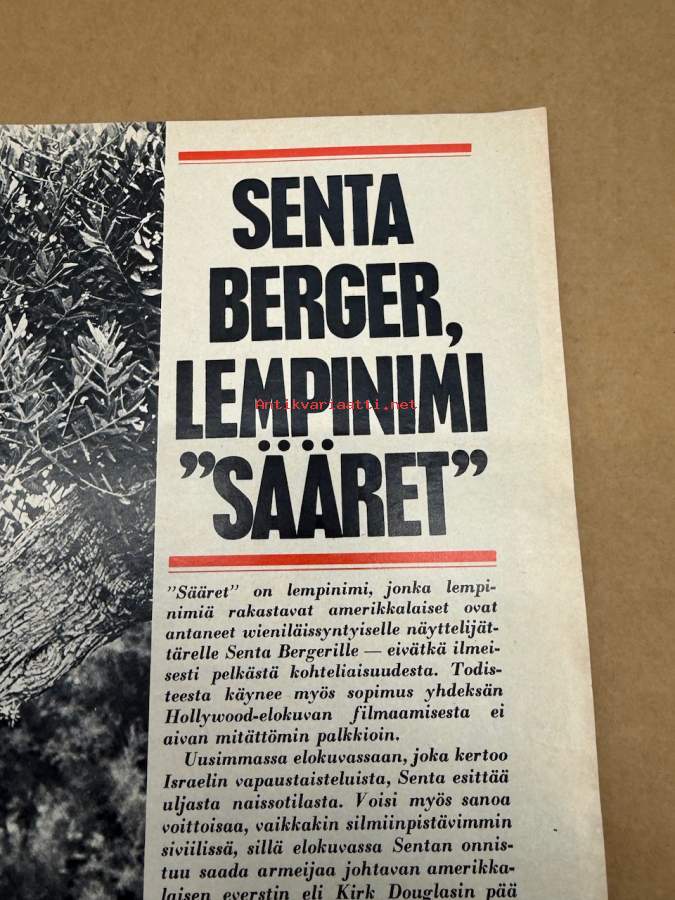 SENTA
BERGER,
LEMPINIMI
Antikvariaatti.net
"SÄÄRET"
"Sääret" on lempinimi, jonka lempi-
nimiä rakastavat amerikkalaiset ovat
antaneet wieniläissyntyiselle näyttelijät-
tärelle Senta Bergerille — eivätkä ilmei-
sesti pelkästä kohteliaisuudesta. Todis-
teesta käynee myös sopimus yhdeksän
Hollywood-elokuvan filmaamisesta ei
aivan mitättömin palkkioin.
Uusimmassa elokuvassaan, joka kertoo
Israelin vapaustaisteluista, Senta esittää
uljasta naissotilasta. Voisi myös sanoa
voittoisaa, vaikkakin silmiinpistävimmin
siviilissä, sillä elokuvassa Sentan onnis-
tuu saada armeijaa johtavan amerikka-
laisen everstin eli Kirk Douglasin pää